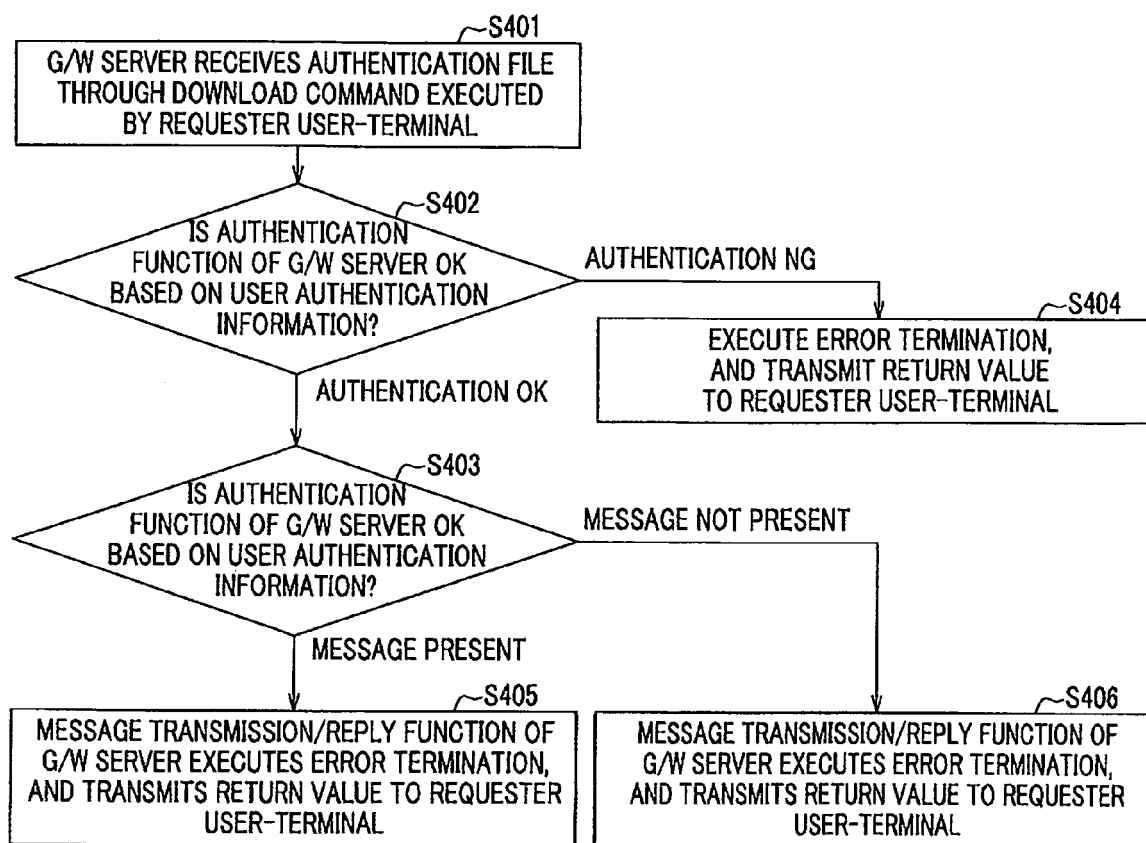 S401
G/W SERVER RECEIVES AUTHENTICATION FILE
THROUGH DOWNLOAD COMMAND EXECUTED
BY REQUESTER USER-TERMINAL
S402
IS AUTHENTICATION
FUNCTION OF G/W SERVER OK
BASED ON USER AUTHENTICATION
INFORMATION?
AUTHENTICATION NG
S404
EXECUTE ERROR TERMINATION,
AND TRANSMIT RETURN VALUE
TO REQUESTER USER-TERMINAL
AUTHENTICATION OK
S403
IS AUTHENTICATION
FUNCTION OF G/W SERVER OK
BASED ON USER AUTHENTICATION
INFORMATION?
MESSAGE NOT PRESENT
MESSAGE PRESENT
S405
MESSAGE TRANSMISSION/REPLY FUNCTION OF
G/W SERVER EXECUTES ERROR TERMINATION,
AND TRANSMITS RETURN VALUE TO REQUESTER
USER-TERMINAL
S406
MESSAGE TRANSMISSION/REPLY FUNCTION OF
G/W SERVER EXECUTES ERROR TERMINATION,
AND TRANSMITS RETURN VALUE TO REQUESTER
USER-TERMINAL